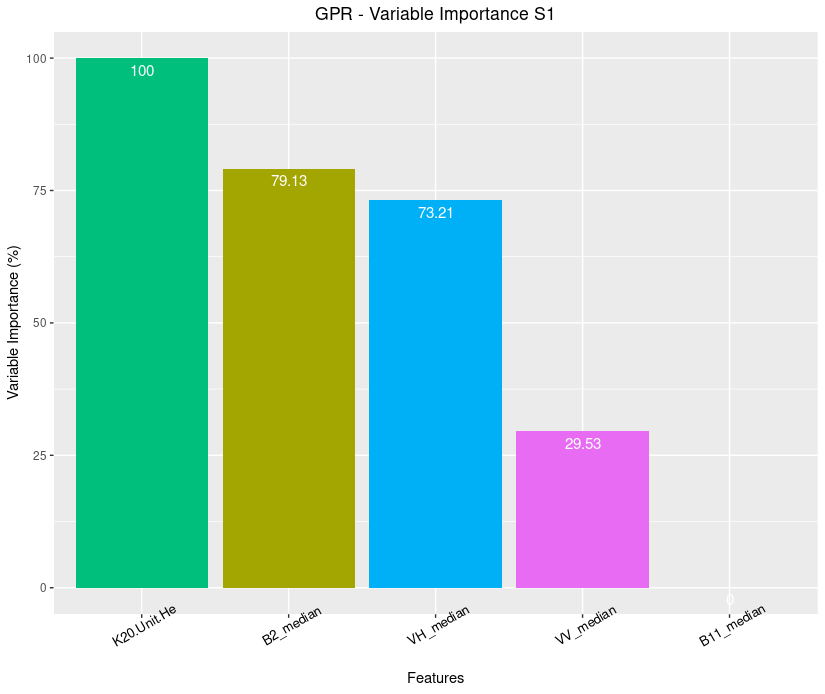 GPR - Variable Importance S1
Variable Importance (%)
100
75
50
25
0
100
79.13
73.21
29.53
0
K20.Unit.He
B2_median
VH_median
VV_median
B11_median
Features